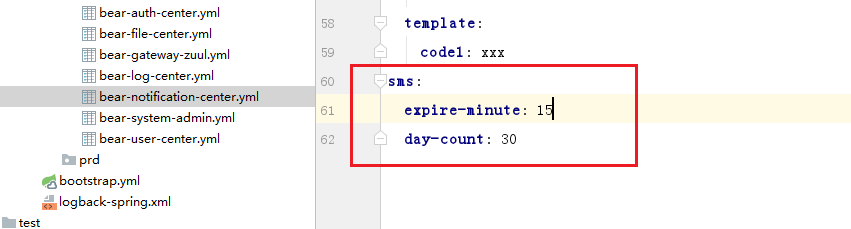 bear-auth-center.yml
bear-file-center.yml
bear-gateway-zuul.yml
bear-log-center.yml
bear-notification-center.yml
bear-system-admin.yml
bear-user-center.yml
prd
bootstrap.yml
logback-spring.xml
test
58 template:
59 code1: xxx
60 sms:
61 expire-minute: 15
62 day-count: 30